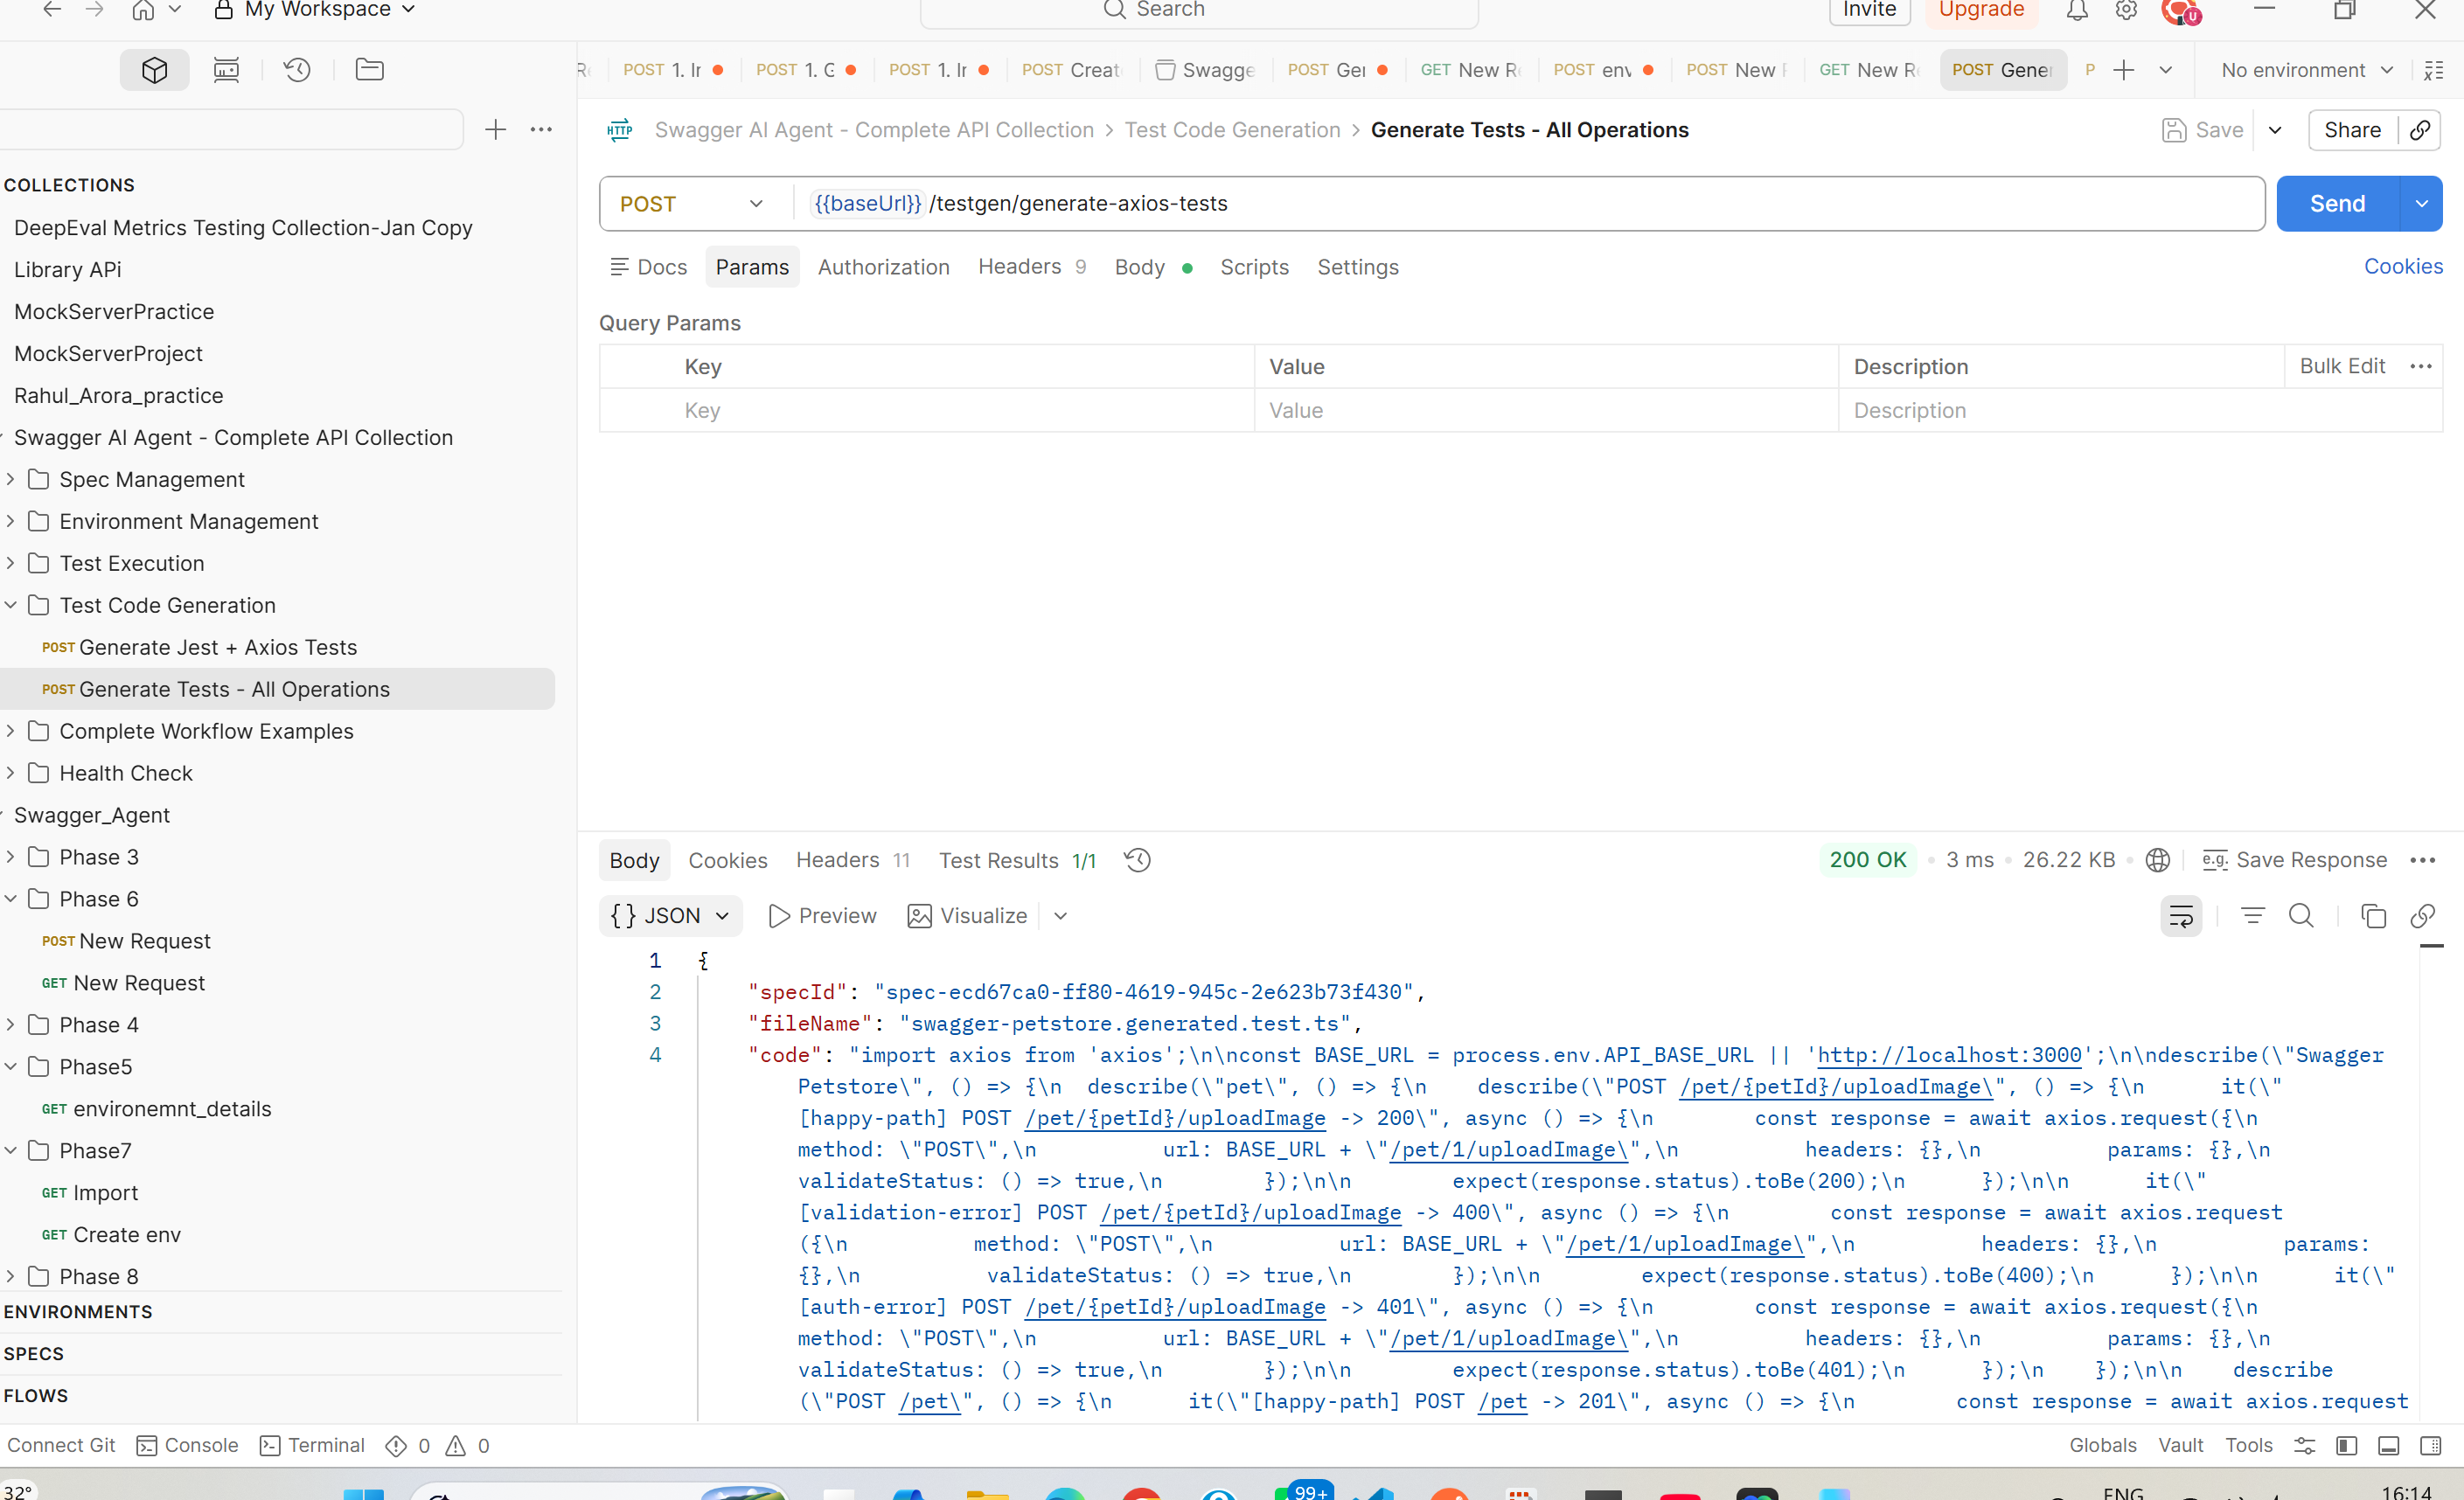 My Workspace
Search
Invite
Upgrade
COLLECTIONS
DeepEval Metrics Testing Collection-Jan Copy
Library APi
MockServerPractice
MockServerProject
Rahul_Arora_practice
Swagger AI Agent - Complete API Collection
Spec Management
Environment Management
Test Execution
Test Code Generation
POST Generate Jest + Axios Tests
POST Generate Tests - All Operations
Complete Workflow Examples
Health Check
Swagger_Agent
Phase 3
Phase 6
POST New Request
GET New Request
Phase 4
Phase5
GET environemnt_details
Phase7
GET Import
GET Create env
Phase 8
ENVIRONMENTS
SPECS
FLOWS
POST 1. Ir POST 1. G POST 1. Ir POST Creat Swagge POST Ger GET New R POST env POST New GET New R POST Gener P No environment
HTTP Swagger AI Agent - Complete API Collection > Test Code Generation > Generate Tests - All Operations
Save
Share
POST {{baseUrl}} /testgen/generate-axios-tests
Send
Docs Params Authorization Headers 9 Body Scripts Settings
Cookies
Query Params
Key Value Description Bulk Edit
Key Value Description
Body Cookies Headers 11 Test Results 1/1
200 OK 3 ms 26.22 KB e.g. Save Response
{} JSON Preview Visualize
1 {
2 "specId": "spec-ecd67ca0-ff80-4619-945c-2e623b73f430",
3 "fileName": "swagger-petstore.generated.test.ts",
4 "code": "import axios from 'axios';\n\nconst BASE_URL = process.env.API_BASE_URL || 'http://localhost:3000';\n\ndescribe(\"Swagger
Petstore\", () => {\n  describe(\"pet\", () => {\n    describe(\"POST /pet/{petId}/uploadImage\", () => {\n      it(\"
[happy-path] POST /pet/{petId}/uploadImage -> 200\", async () => {\n        const response = await axios.request({\n
method: \"POST\",\n          url: BASE_URL + \"/pet/1/uploadImage\",\n          headers: {},\n          params: {},\n
validateStatus: () => true,\n        });\n\n        expect(response.status).toBe(200);\n      });\n\n      it(\"
[validation-error] POST /pet/{petId}/uploadImage -> 400\", async () => {\n        const response = await axios.request
({\n          method: \"POST\",\n          url: BASE_URL + \"/pet/1/uploadImage\",\n          headers: {},\n          params:
{},\n          validateStatus: () => true,\n        });\n\n        expect(response.status).toBe(400);\n      });\n\n      it(\"
[auth-error] POST /pet/{petId}/uploadImage -> 401\", async () => {\n        const response = await axios.request({\n
method: \"POST\",\n          url: BASE_URL + \"/pet/1/uploadImage\",\n          headers: {},\n          params: {},\n
validateStatus: () => true,\n        });\n\n        expect(response.status).toBe(401);\n      });\n    });\n\n    describe
(\"POST /pet\", () => {\n      it(\"[happy-path] POST /pet -> 201\", async () => {\n        const response = await axios.request
Connect Git Console Terminal 0 0
Globals Vault Tools
32°
99+
ENG
16:14